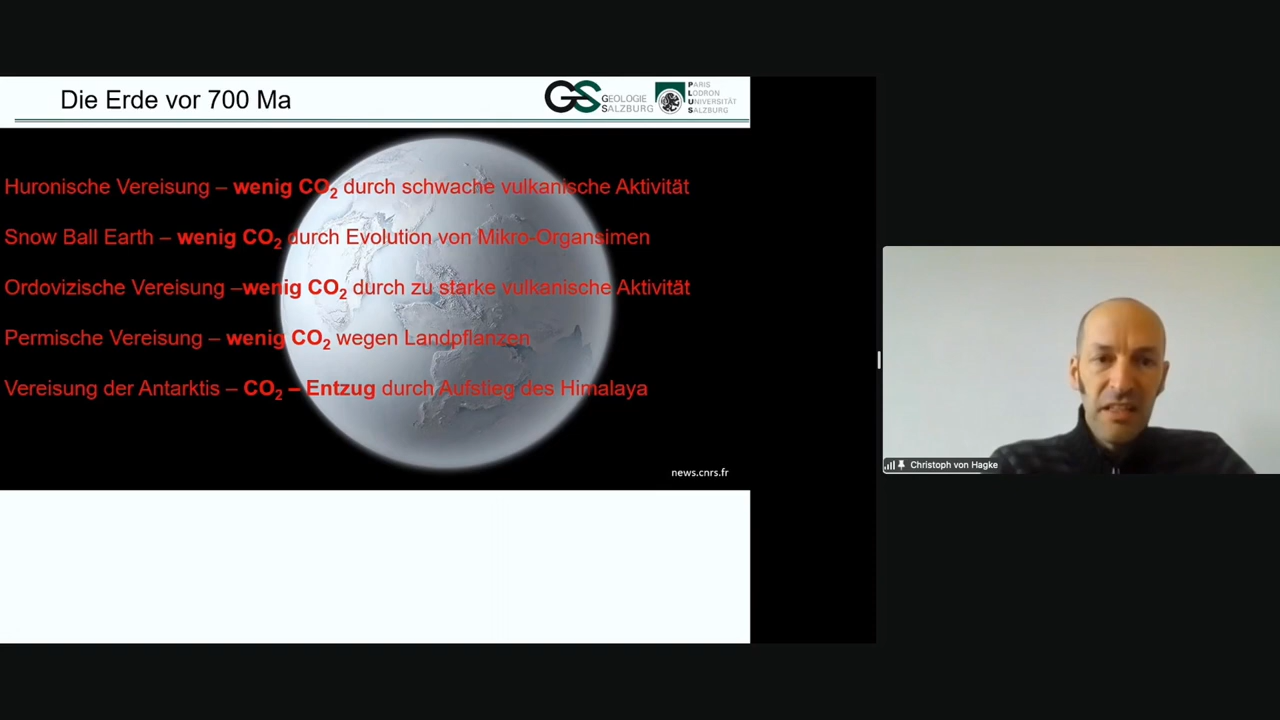 Die Erde vor 700 Ma
GS GEOLOGIE SALZBURG
PARIS
LODRON
UNIVERSITÄT
SALZBURG
Huronische Vereisung – wenig CO₂ durch schwache vulkanische Aktivität
Snow Ball Earth – wenig CO₂ durch Evolution von Mikro-Organsimen
Ordovizische Vereisung –wenig CO₂ durch zu starke vulkanische Aktivität
Permische Vereisung – wenig CO₂ wegen Landpflanzen
Vereisung der Antarktis – CO₂ – Entzug durch Aufstieg des Himalaya
news.cnrs.fr
Christoph von Hagke